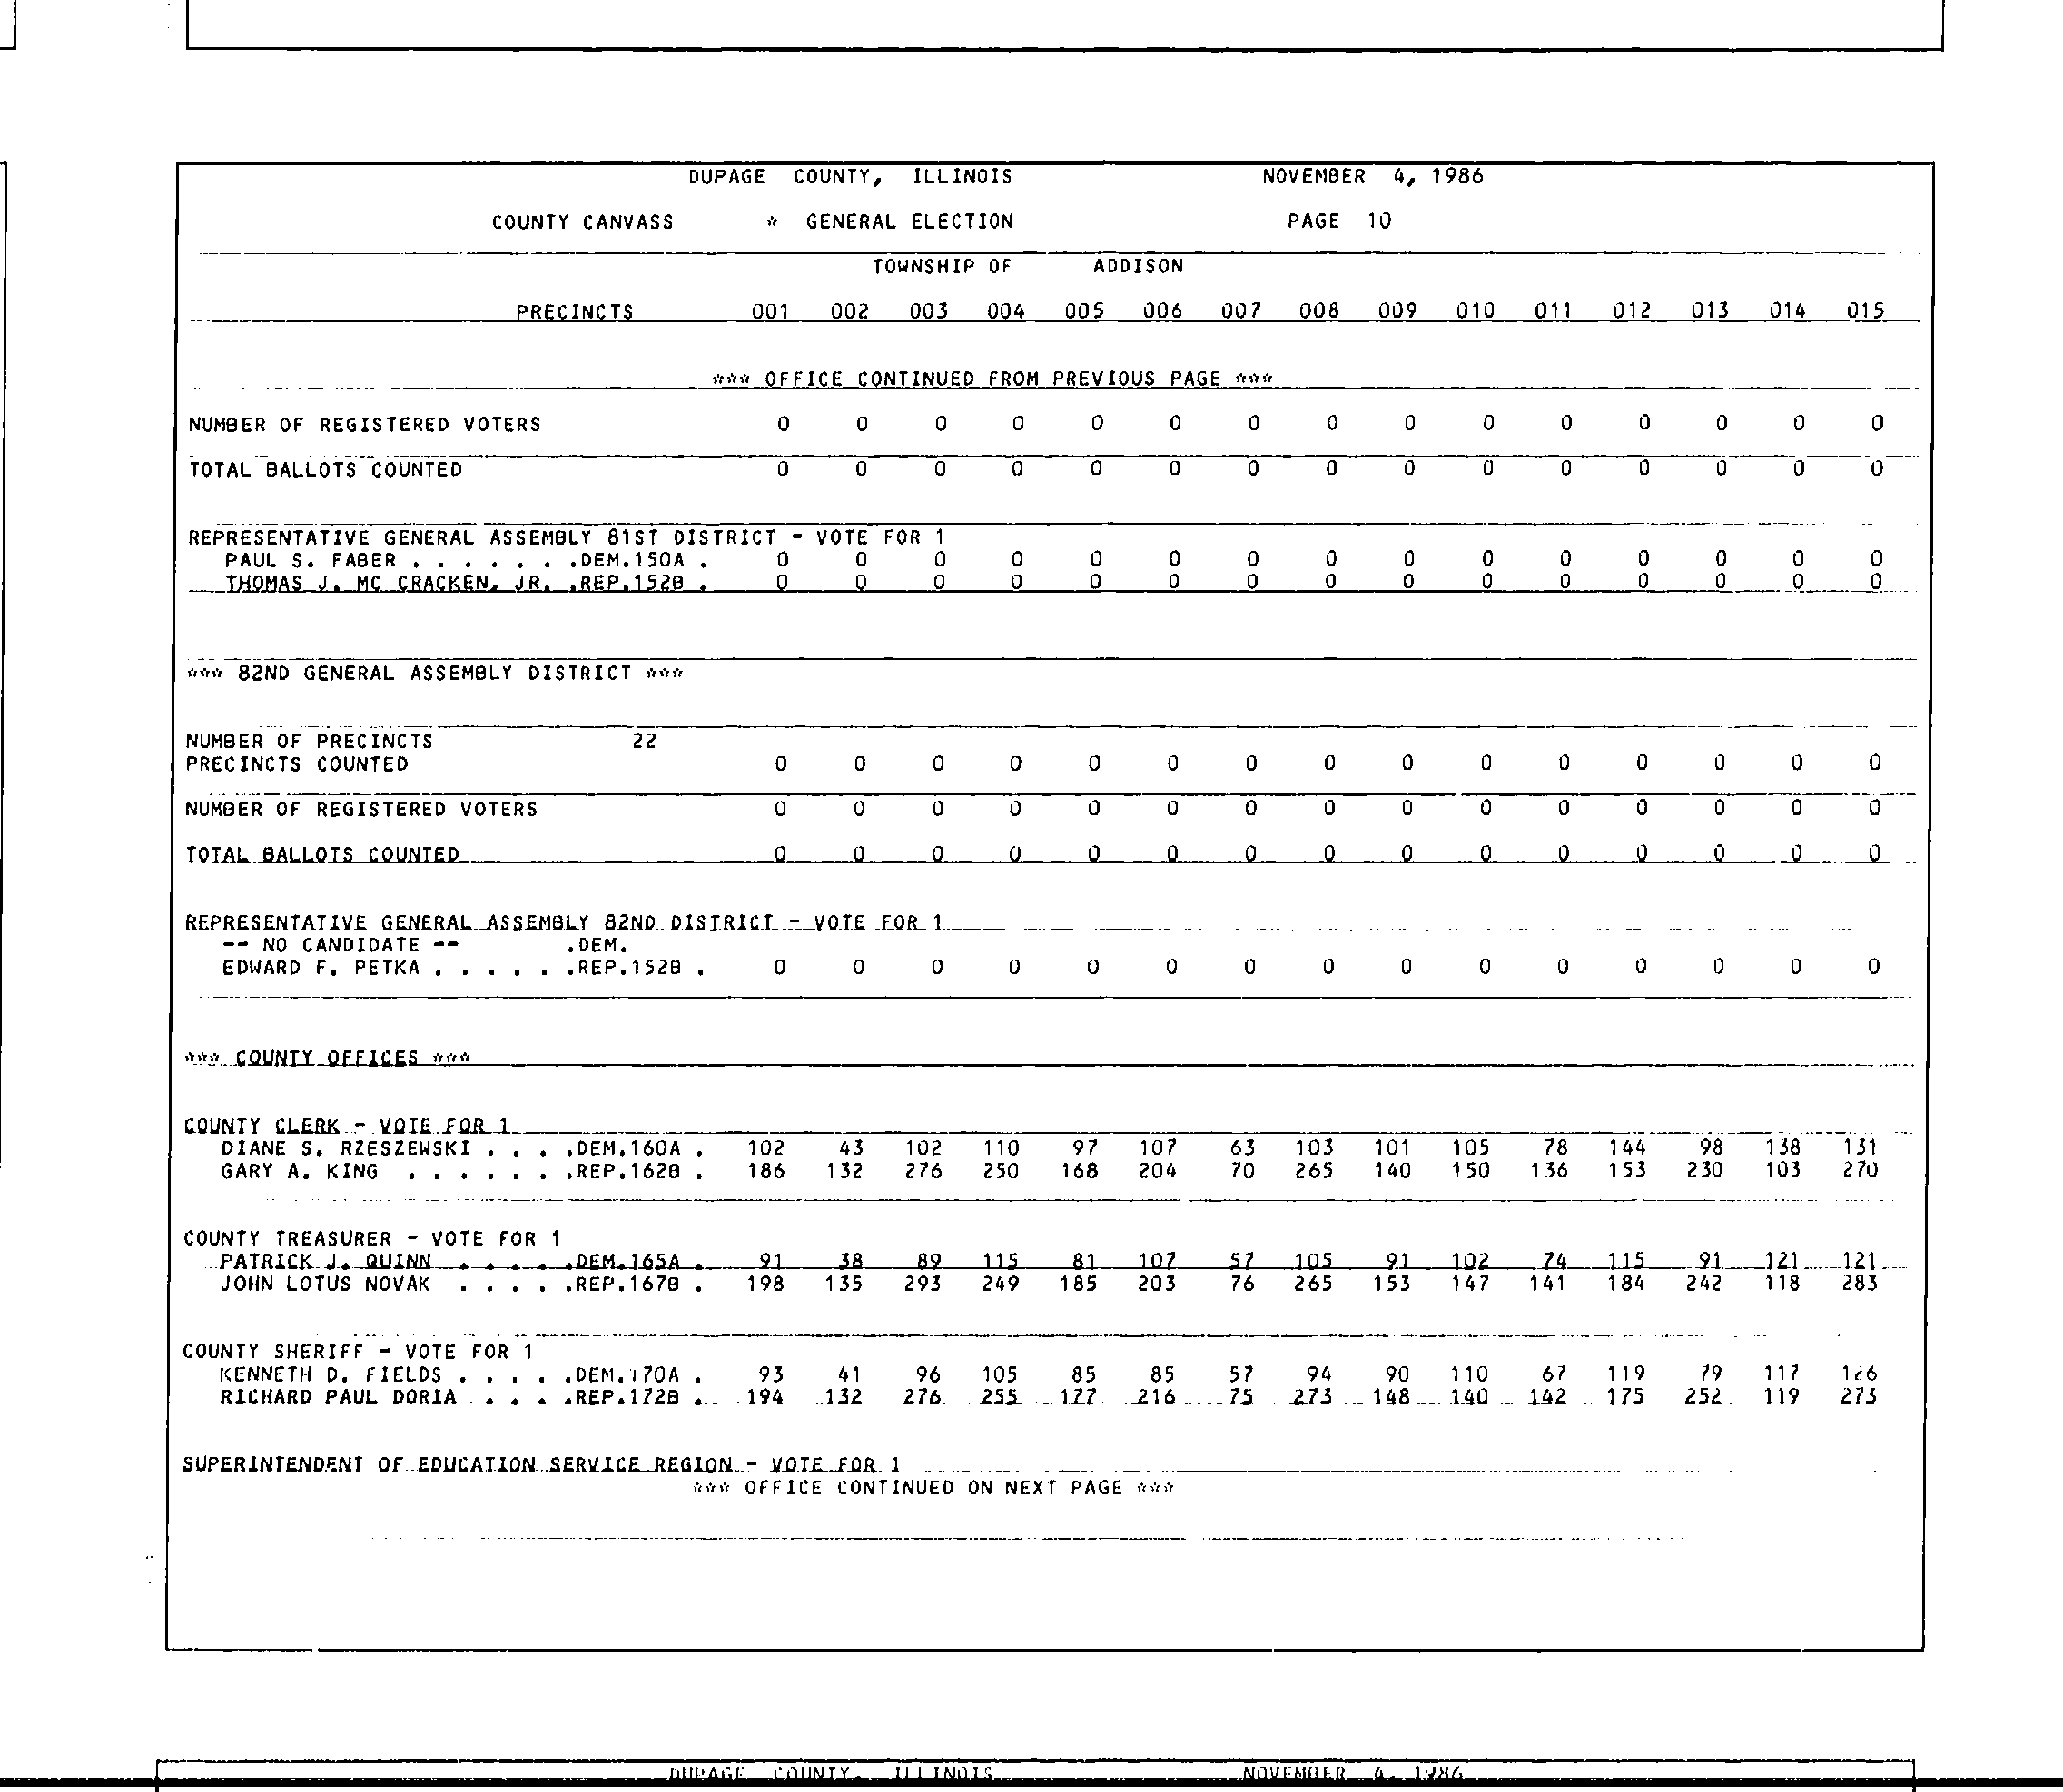 DUPAGE COUNTY, ILLINOIS NOVEMBER 4, 1986
COUNTY CANVASS * GENERAL ELECTION PAGE 10
TOWNSHIP OF ADDISON
PRECINCTS 001 002 003 004 005 006 007 008 009 010 011 012 013 014 015
*** OFFICE CONTINUED FROM PREVIOUS PAGE ***
NUMBER OF REGISTERED VOTERS 0 0 0 0 0 0 0 0 0 0 0 0 0 0 0
TOTAL BALLOTS COUNTED 0 0 0 0 0 0 0 0 0 0 0 0 0 0 0
REPRESENTATIVE GENERAL ASSEMBLY 81ST DISTRICT - VOTE FOR 1
PAUL S. FABER . . . . . . .DEM.150A . 0 0 0 0 0 0 0 0 0 0 0 0 0 0 0
THOMAS J. MC CRACKEN, JR. .REP.152B . 0 0 0 0 0 0 0 0 0 0 0 0 0 0 0
*** 82ND GENERAL ASSEMBLY DISTRICT ***
NUMBER OF PRECINCTS 22
PRECINCTS COUNTED 0 0 0 0 0 0 0 0 0 0 0 0 0 0 0
NUMBER OF REGISTERED VOTERS 0 0 0 0 0 0 0 0 0 0 0 0 0 0 0
TOTAL BALLOTS COUNTED 0 0 0 0 0 0 0 0 0 0 0 0 0 0 0
REPRESENTATIVE GENERAL ASSEMBLY 82ND DISTRICT - VOTE FOR 1
-- NO CANDIDATE -- .DEM.
EDWARD F. PETKA . . . . . .REP.152B . 0 0 0 0 0 0 0 0 0 0 0 0 0 0 0
*** COUNTY OFFICES ***
COUNTY CLERK - VOTE FOR 1
DIANE S. RZESZEWSKI . . . .DEM.160A . 102 43 102 110 97 107 63 103 101 105 78 144 98 138 131
GARY A. KING . . . . . . .REP.162B . 186 132 276 250 168 204 70 265 140 150 136 153 230 103 270
COUNTY TREASURER - VOTE FOR 1
PATRICK J. QUINN . . . . .DEM.165A . 91 38 89 115 81 107 57 105 91 102 74 115 91 121 121
JOHN LOTUS NOVAK . . . . .REP.167B . 198 135 293 249 185 203 76 265 153 147 141 184 242 118 283
COUNTY SHERIFF - VOTE FOR 1
KENNETH D. FIELDS . . . . .DEM.170A . 93 41 96 105 85 85 57 94 90 110 67 119 79 117 126
RICHARD PAUL DORIA . . . .REP.172B . 194 132 276 255 177 216 75 273 148 140 142 175 252 119 273
SUPERINTENDENT OF EDUCATION SERVICE REGION - VOTE FOR 1
*** OFFICE CONTINUED ON NEXT PAGE ***
DUPAGE COUNTY, ILLINOIS NOVEMBER 4, 1986